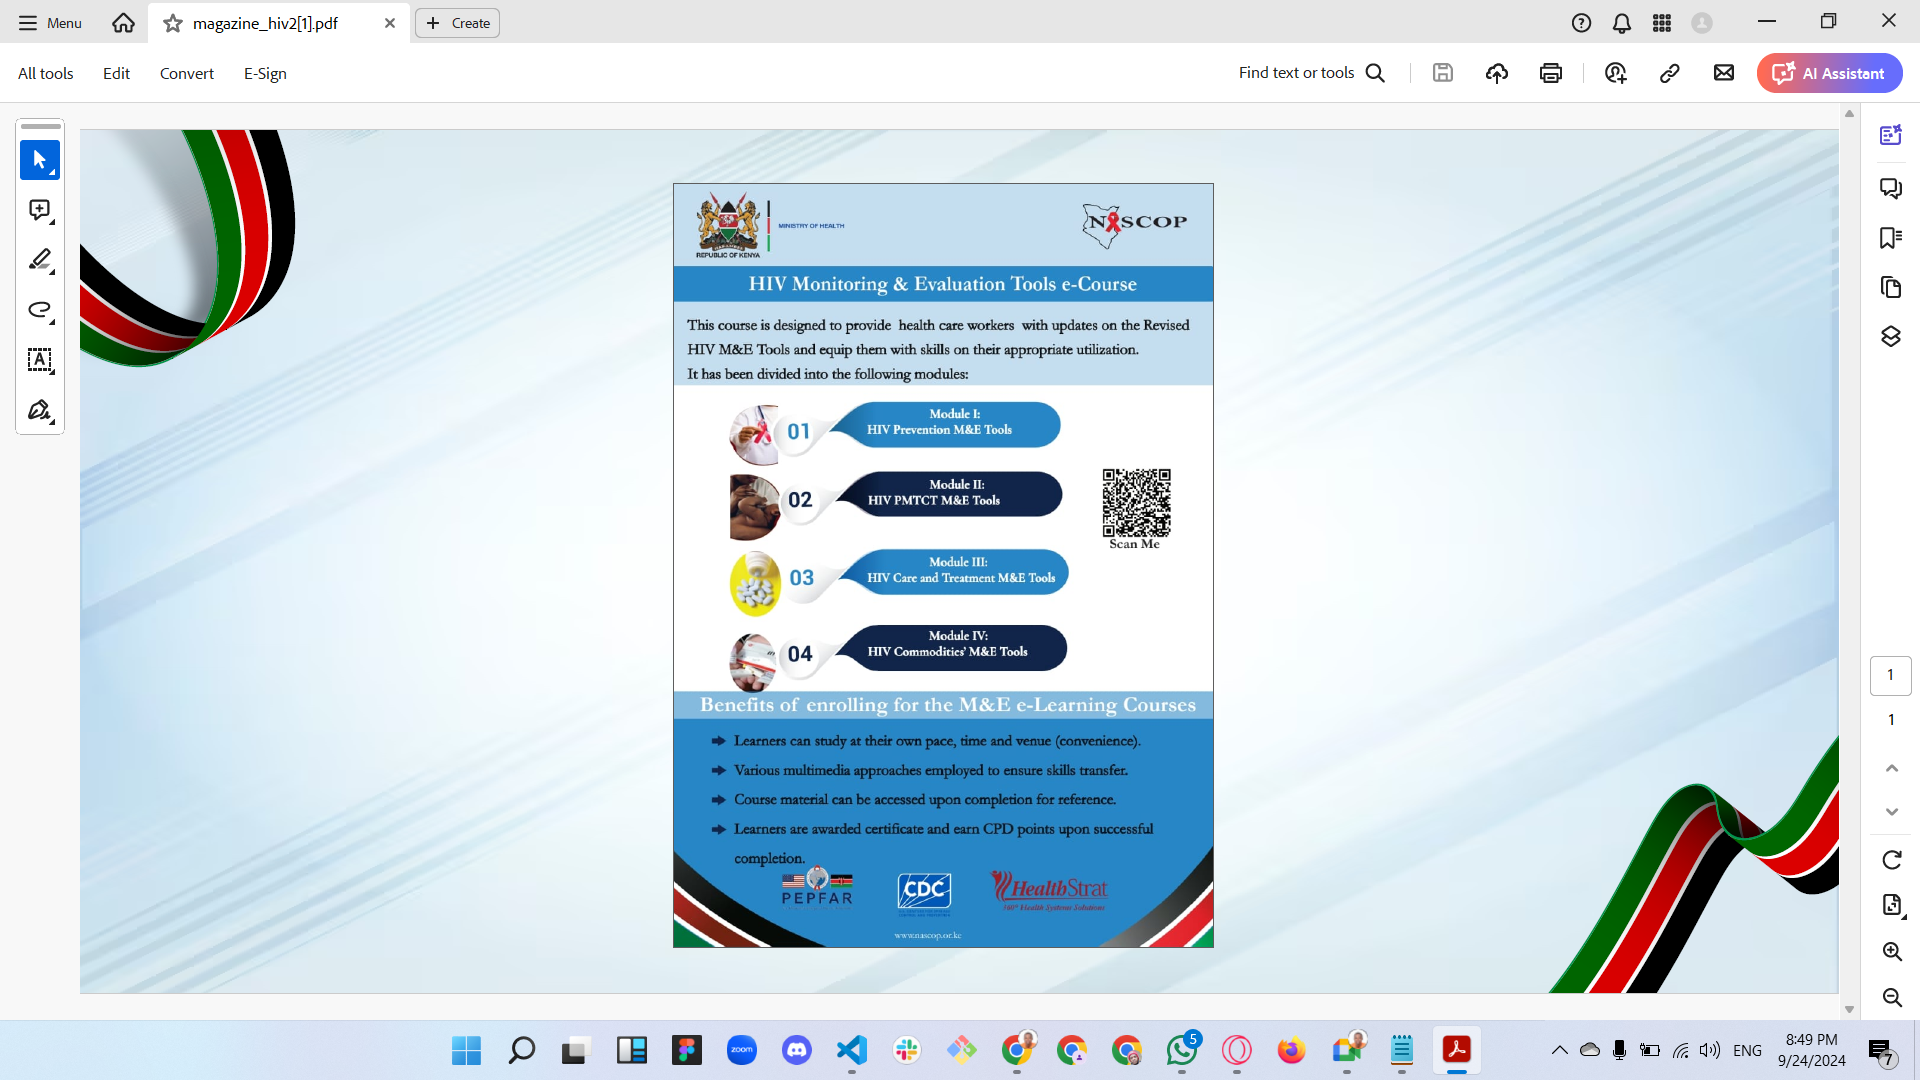 Menu
magazine_hiv2[1].pdf
Create
All tools
Edit
Convert
E-Sign
Find text or tools
AI Assistant
MINISTRY OF HEALTH
REPUBLIC OF KENYA
NASCOP
HIV Monitoring & Evaluation Tools e-Course
This course is designed to provide health care workers with updates on the Revised
HIV M&E Tools and equip them with skills on their appropriate utilization.
It has been divided into the following modules:
01
Module I:
HIV Prevention M&E Tools
02
Module II:
HIV PMTCT M&E Tools
Scan Me
03
Module III:
HIV Care and Treatment M&E Tools
04
Module IV:
HIV Commodities' M&E Tools
Benefits of enrolling for the M&E e-Learning Courses
Learners can study at their own pace, time and venue (convenience).
Various multimedia approaches employed to ensure skills transfer.
Course material can be accessed upon completion for reference.
Learners are awarded certificate and earn CPD points upon successful
completion.
PEPFAR
CDC
HealthStrat
360° Health Systems Solutions
www.nascop.or.ke
1
1
zoom
5
ENG
8:49 PM
9/24/2024
7